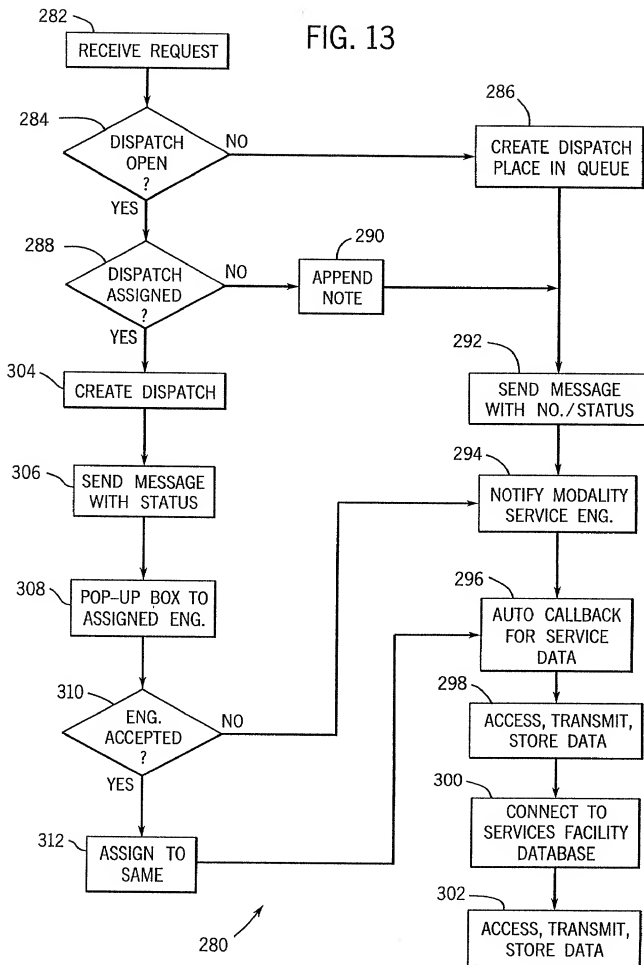 FIG. 13
282
RECEIVE REQUEST
284
DISPATCH
OPEN
?
NO
YES
286
CREATE DISPATCH
PLACE IN QUEUE
288
DISPATCH
ASSIGNED
?
NO
YES
290
APPEND
NOTE
292
SEND MESSAGE
WITH NO./STATUS
304
CREATE DISPATCH
294
NOTIFY MODALITY
SERVICE ENG.
306
SEND MESSAGE
WITH STATUS
296
AUTO CALLBACK
FOR SERVICE
DATA
308
POP-UP BOX TO
ASSIGNED ENG.
298
ACCESS, TRANSMIT,
STORE DATA
310
ENG.
ACCEPTED
?
NO
YES
300
CONNECT TO
SERVICES FACILITY
DATABASE
312
ASSIGN TO
SAME
302
ACCESS, TRANSMIT,
STORE DATA
280